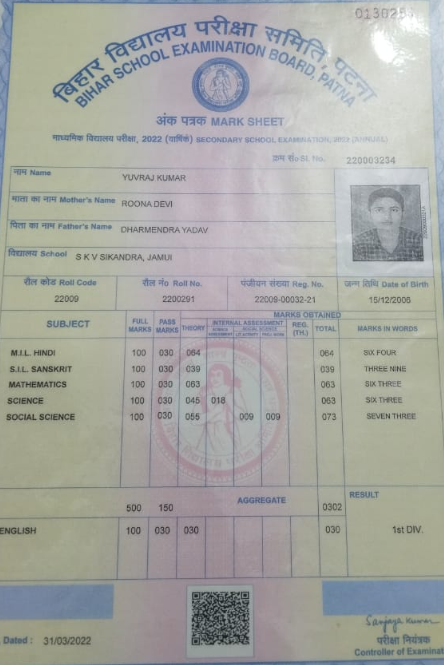 0130251
बिहार विद्यालय परीक्षा समिति, पटना
BIHAR SCHOOL EXAMINATION BOARD, PATNA
अंक पत्रक MARK SHEET
माध्यमिक विद्यालय परीक्षा, 2022 (वार्षिक) SECONDARY SCHOOL EXAMINATION, 2022 (ANNUAL)
क्रम सं० Sl. No. 220003234
नाम Name YUVRAJ KUMAR
माता का नाम Mother's Name ROONA DEVI
पिता का नाम Father's Name DHARMENDRA YADAV
विद्यालय School S K V SIKANDRA, JAMUI
रौल कोड Roll Code रौल नं० Roll No. पंजीयन संख्या Reg. No. जन्म तिथि Date of Birth
22009 2200291 22009-00032-21 15/12/2006
SUBJECT FULL MARKS PASS MARKS MARKS OBTAINED MARKS IN WORDS
THEORY INTERNAL ASSESSMENT REG. (TH.) TOTAL
M.I.L. HINDI 100 030 064 064 SIX FOUR
S.I.L. SANSKRIT 100 030 039 039 THREE NINE
MATHEMATICS 100 030 063 063 SIX THREE
SCIENCE 100 030 045 018 063 SIX THREE
SOCIAL SCIENCE 100 030 055 009 009 073 SEVEN THREE
500 150 AGGREGATE 0302 RESULT
ENGLISH 100 030 030 030 1st DIV.
Sanjay Kumar
Dated : 31/03/2022 परीक्षा नियंत्रक
Controller of Examinat